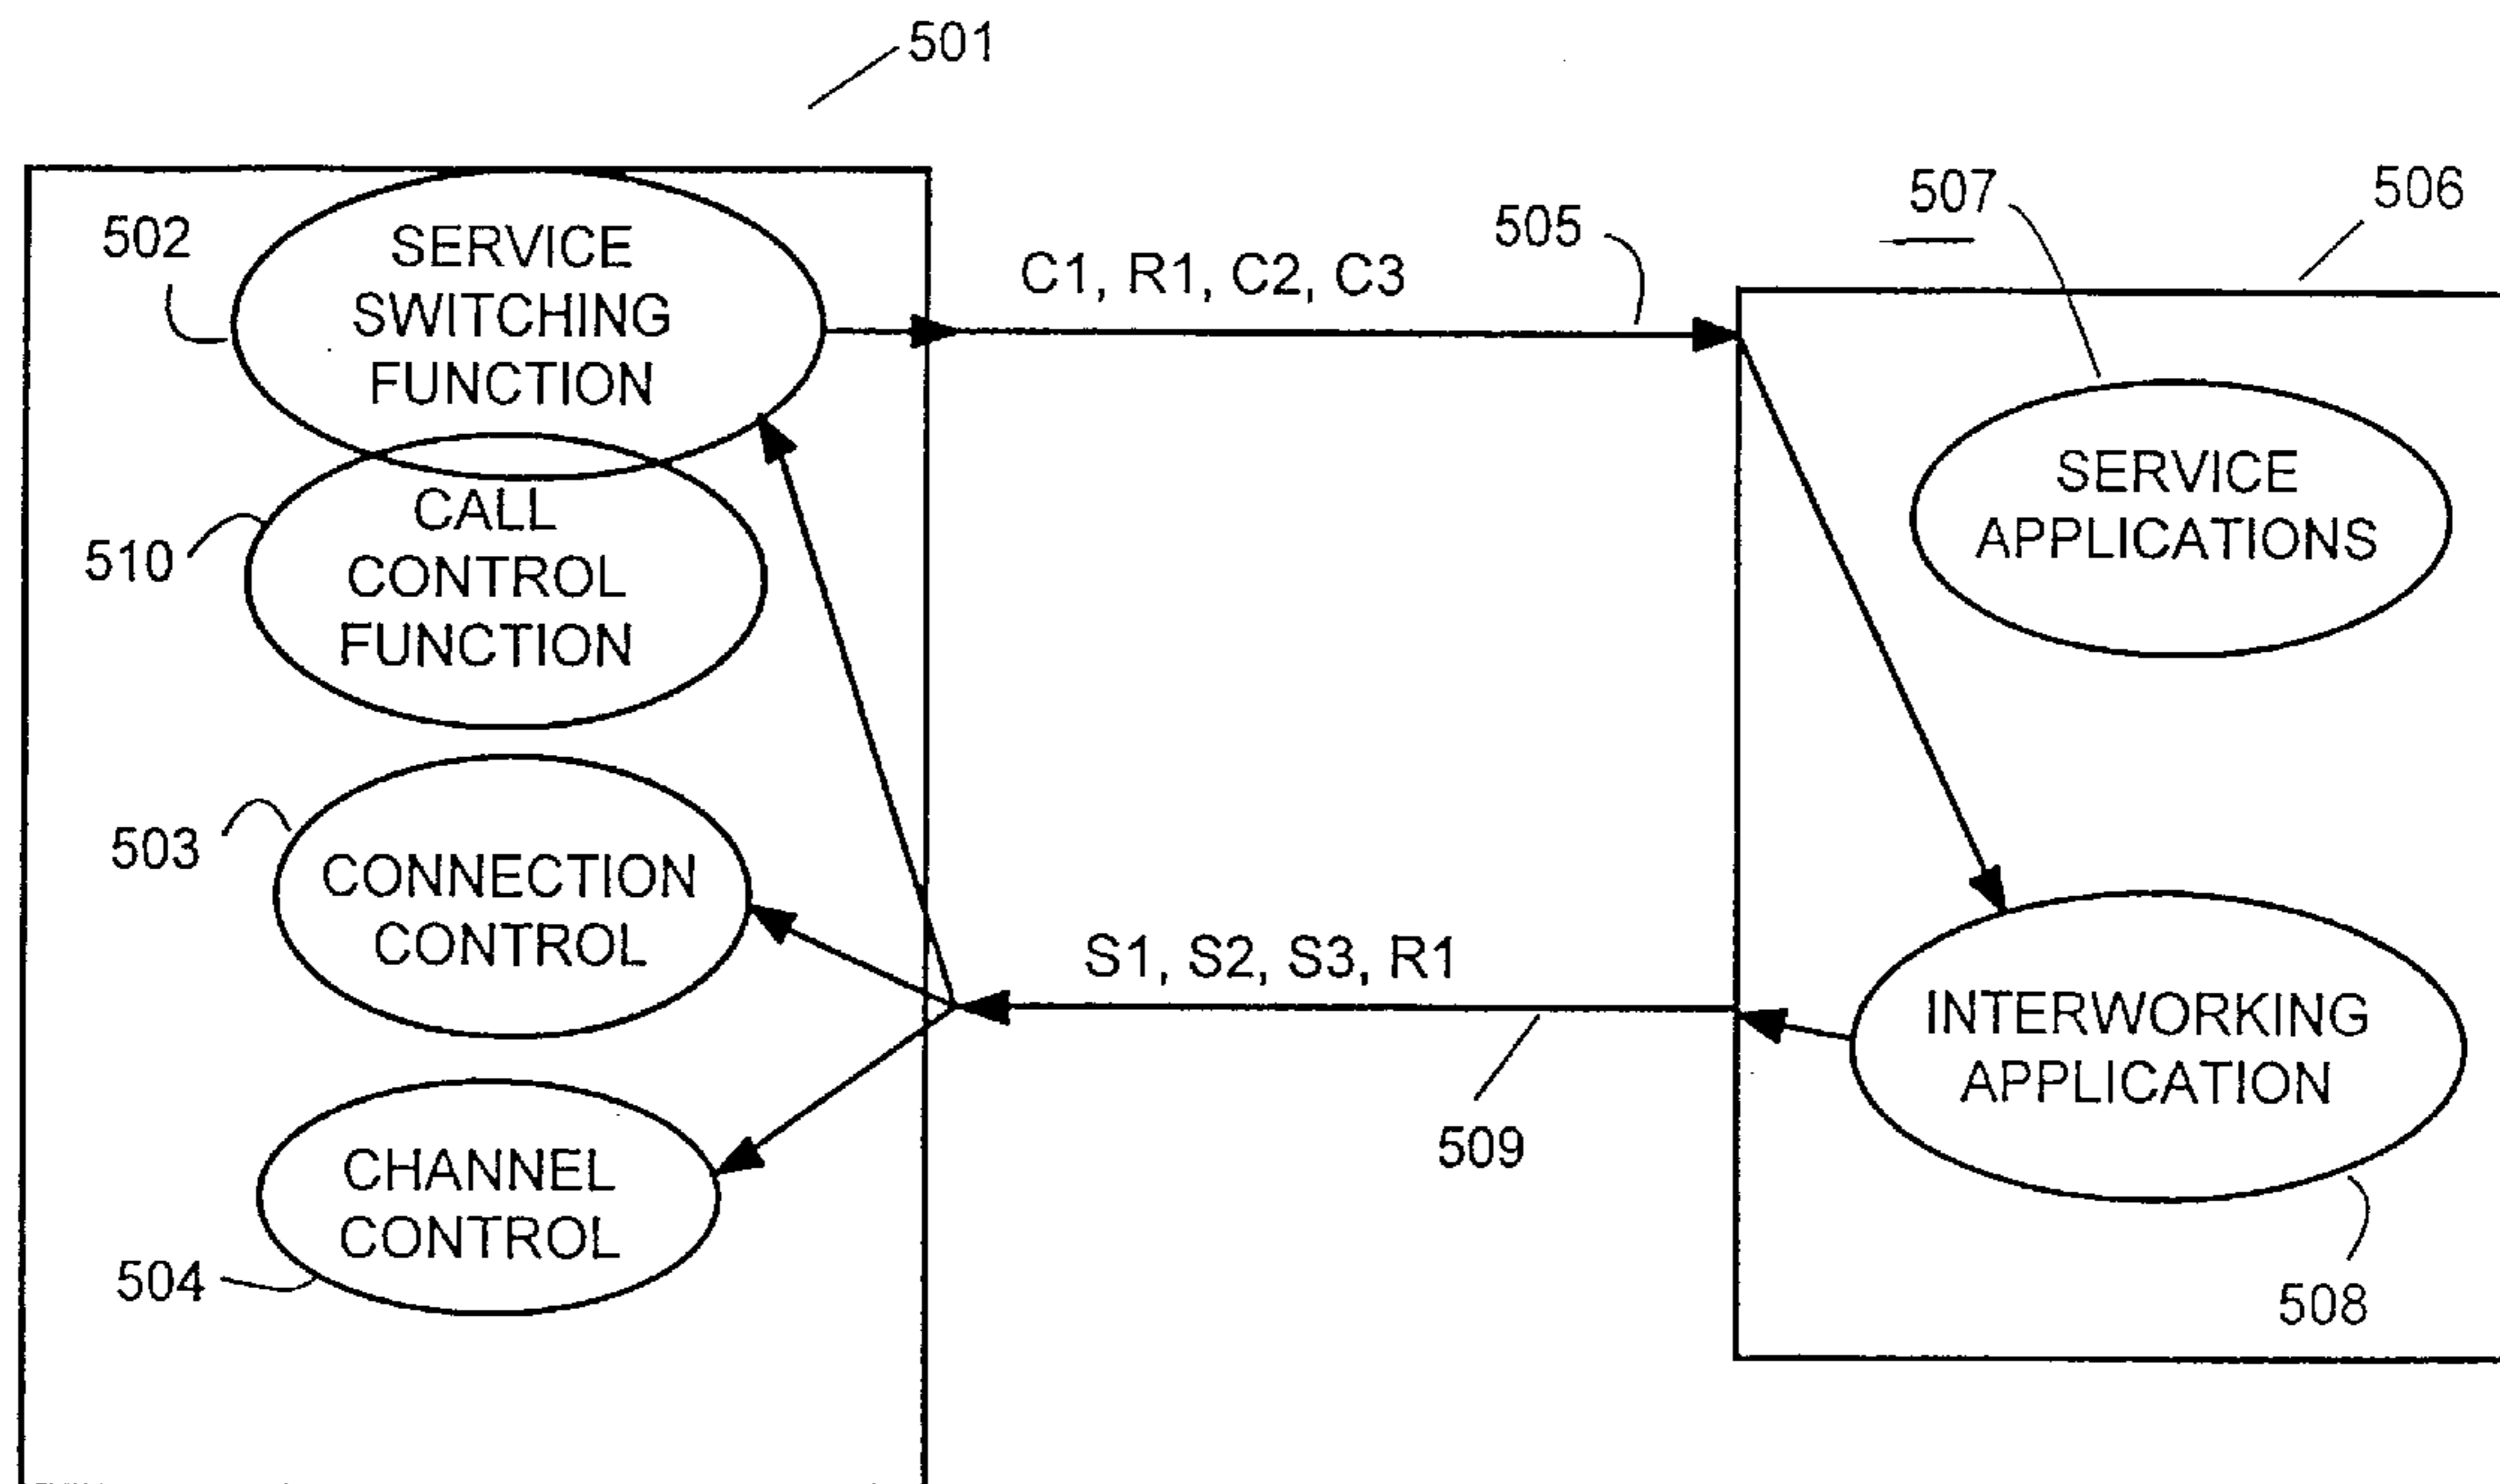 501
507
506
502
SERVICE
SWITCHING
FUNCTION
C1, R1, C2, C3
505
510
CALL
CONTROL
FUNCTION
SERVICE
APPLICATIONS
503
CONNECTION
CONTROL
S1, S2, S3, R1
509
INTERWORKING
APPLICATION
508
504
CHANNEL
CONTROL